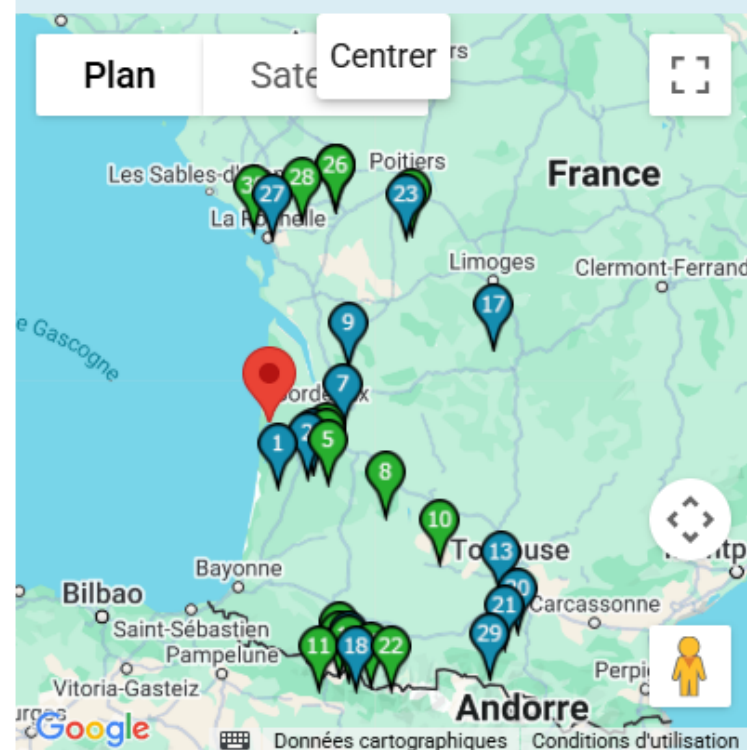 Centrer
Plan
Poitiers
Les Sables-d'
France
26
28
27
23
La
elle
Limoges
Clermont-Ferrand
17
e Gascogne
9
7
1
2
5
8
10
13
Bayonne
Bilbao
20
21
Carcassonne
Saint-Sébastien
29
11
18
22
Pampelune
Vitoria-Gasteiz
Andorre
Google
Données cartographiques
Conditions d'utilisation